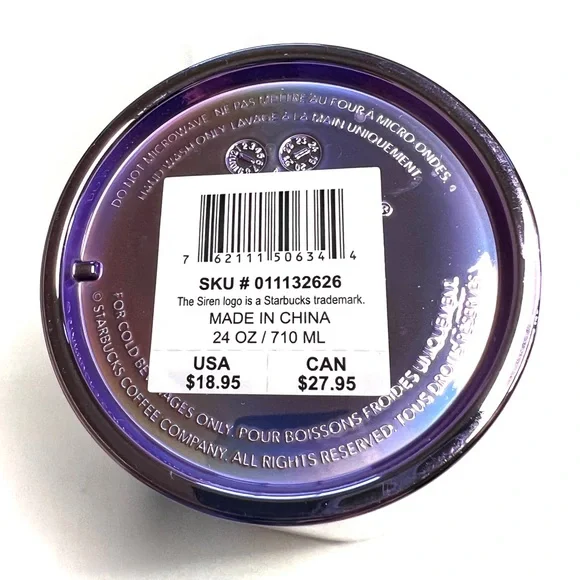 DO NOT MICROWAVE. NE PAS METTRE AU FOUR À MICRO-ONDES.
HAND WASH ONLY LAVAGE À LA MAIN UNIQUEMENT.
®
7 62111 50634 4
SKU # 011132626
The Siren logo is a Starbucks trademark.
MADE IN CHINA
24 OZ / 710 ML
USA CAN
$18.95 $27.95
FOR COLD BEVERAGES ONLY. POUR BOISSONS FROIDES UNIQUEMENT
© STARBUCKS COFFEE COMPANY. ALL RIGHTS RESERVED. TOUS DROITS RÉSERVÉS.